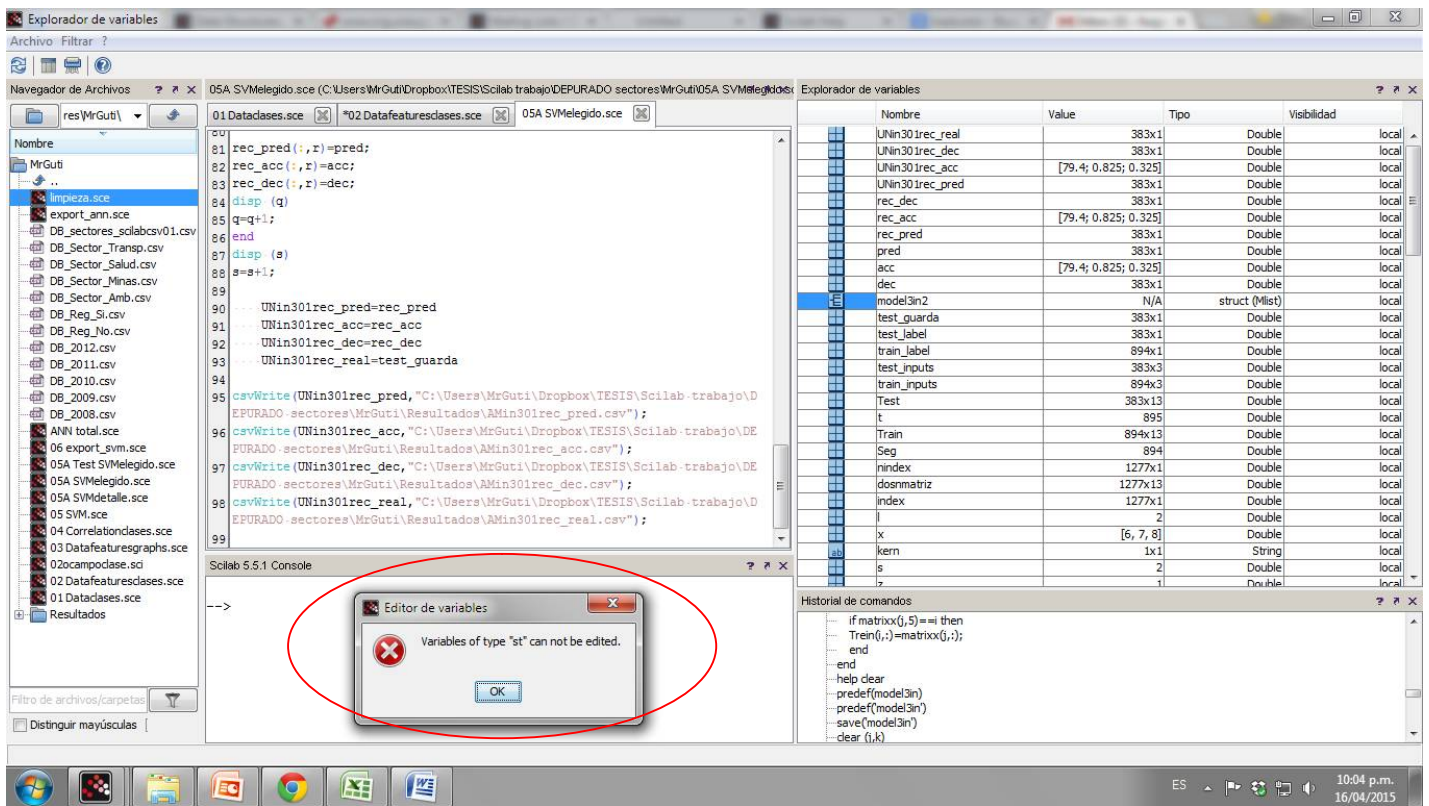 Explorador de variables
Archivo Filtrar ?
Navegador de Archivos ? ↗ X
res\MrGuti\
Nombre
MrGuti
..
limpieza.sce
export_ann.sce
DB_sectores_scilabcsv01.csv
DB_Sector_Transp.csv
DB_Sector_Salud.csv
DB_Sector_Minas.csv
DB_Sector_Amb.csv
DB_Reg_Si.csv
DB_Reg_No.csv
DB_2012.csv
DB_2011.csv
DB_2010.csv
DB_2009.csv
DB_2008.csv
ANN total.sce
06 export_svm.sce
05A Test SVMelegido.sce
05A SVMelegido.sce
05A SVMdetalle.sce
05 SVM.sce
04 Correlationclases.sce
03 Datafeaturesgraphs.sce
02ocampoclase.sci
02 Datafeaturesclases.sce
01 Dataclases.sce
Resultados
Filtro de archivos/carpetas
Distinguir mayúsculas [
05A SVMelegido.sce (C:\Users\MrGuti\Dropbox\TESIS\Scilab trabajo\DEPURADO sectores\MrGuti\05A
01 Dataclases.sce *02 Datafeaturesclases.sce 05A SVMelegido.sce
80
81 rec_pred(:,r)=pred;
82 rec_acc(:,r)=acc;
83 rec_dec(:,r)=dec;
84 disp (q)
85 q=q+1;
86 end
87 disp (s)
88 s=s+1;
89
90 UNin301rec_pred=rec_pred
91 UNin301rec_acc=rec_acc
92 UNin301rec_dec=rec_dec
93 UNin301rec_real=test_guarda
94
95 csvWrite(UNin301rec_pred,"C:\Users\MrGuti\Dropbox\TESIS\Scilab trabajo\D
EPURADO sectores\MrGuti\Resultados\AMin301rec_pred.csv");
96 csvWrite(UNin301rec_acc,"C:\Users\MrGuti\Dropbox\TESIS\Scilab trabajo\DE
PURADO sectores\MrGuti\Resultados\AMin301rec_acc.csv");
97 csvWrite(UNin301rec_dec,"C:\Users\MrGuti\Dropbox\TESIS\Scilab trabajo\DE
PURADO sectores\MrGuti\Resultados\AMin301rec_dec.csv");
98 csvWrite(UNin301rec_real,"C:\Users\MrGuti\Dropbox\TESIS\Scilab trabajo\D
EPURADO sectores\MrGuti\Resultados\AMin301rec_real.csv");
99
Scilab 5.5.1 Console ? ↗ X
-->
Editor de variables
Variables of type "st" can not be edited.
OK
Explorador de variables ? ↗ X
Nombre Value Tipo Visibilidad
UNin301rec_real 383x1 Double local
UNin301rec_dec 383x1 Double local
UNin301rec_acc [79.4; 0.825; 0.325] Double local
UNin301rec_pred 383x1 Double local
rec_dec 383x1 Double local
rec_acc [79.4; 0.825; 0.325] Double local
rec_pred 383x1 Double local
pred 383x1 Double local
acc [79.4; 0.825; 0.325] Double local
dec 383x1 Double local
model3in2 N/A struct (Mlist) local
test_guarda 383x1 Double local
test_label 383x1 Double local
train_label 894x1 Double local
test_inputs 383x3 Double local
train_inputs 894x3 Double local
Test 383x13 Double local
t 895 Double local
Train 894x13 Double local
Seg 894 Double local
nindex 1277x1 Double local
dosnmatriz 1277x13 Double local
index 1277x1 Double local
l 2 Double local
x [6, 7, 8] Double local
ab kern 1x1 String local
s 2 Double local
z 1 Double local
Historial de comandos ? ↗ X
if matrixx(j,5)==i then
Trein(i,:)=matrixx(j,:);
end
end
help clear
predef(model3in)
predef('model3in')
save('model3in')
clear (j,k)
ES
10:04 p.m.
16/04/2015